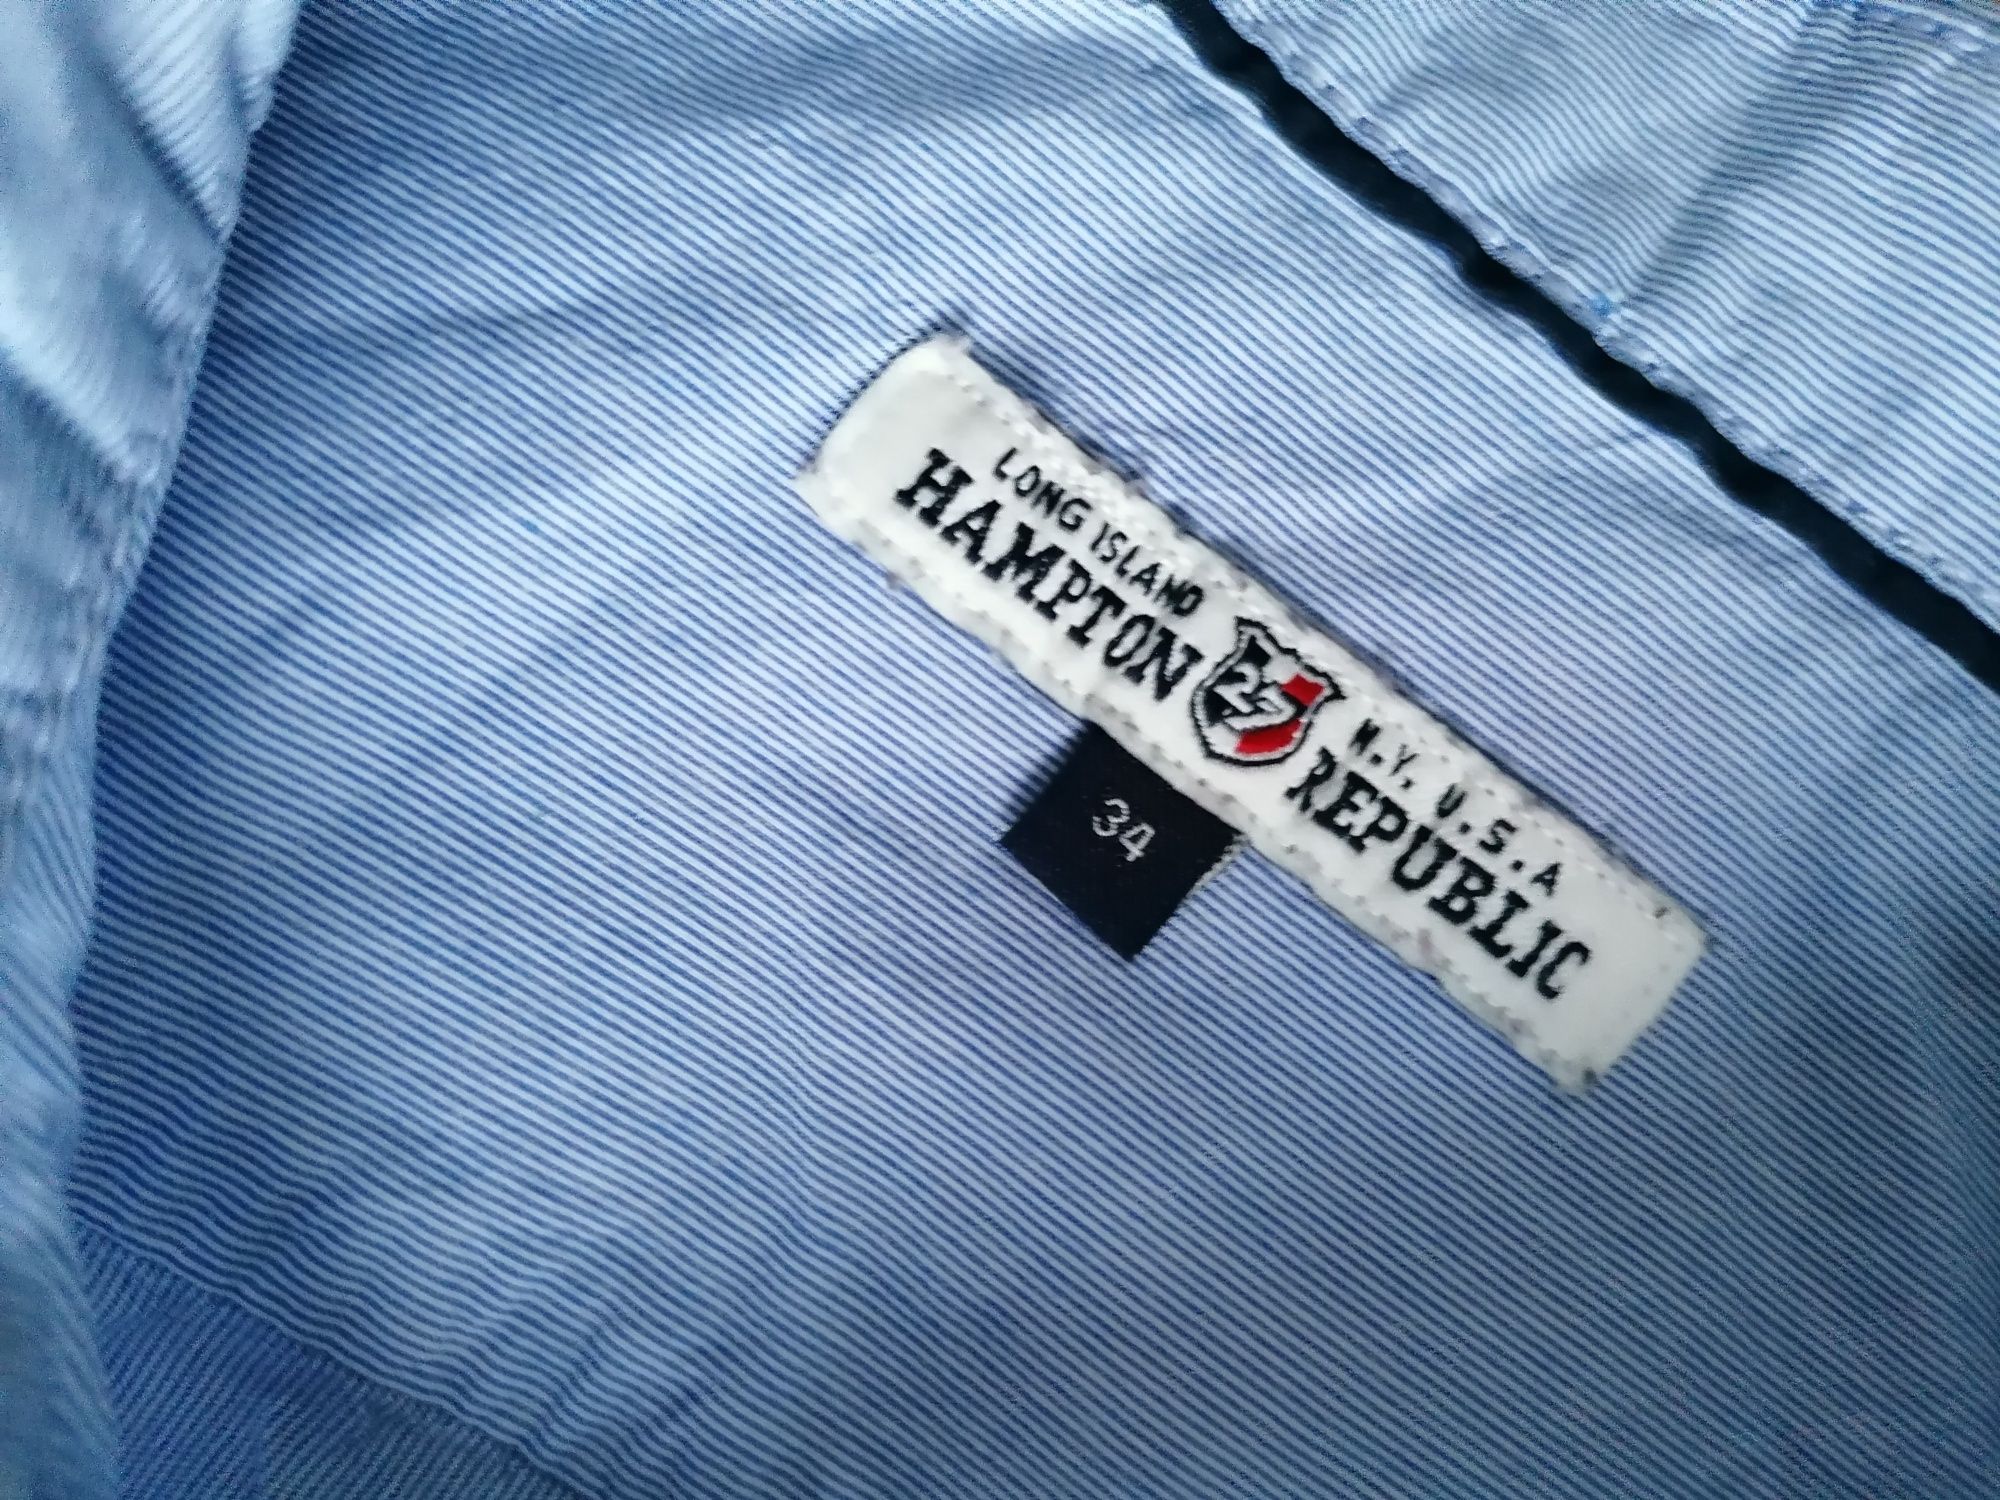 LONG ISLAND
HAMPTON
27
N.Y. U.S.A
REPUBLIC
34